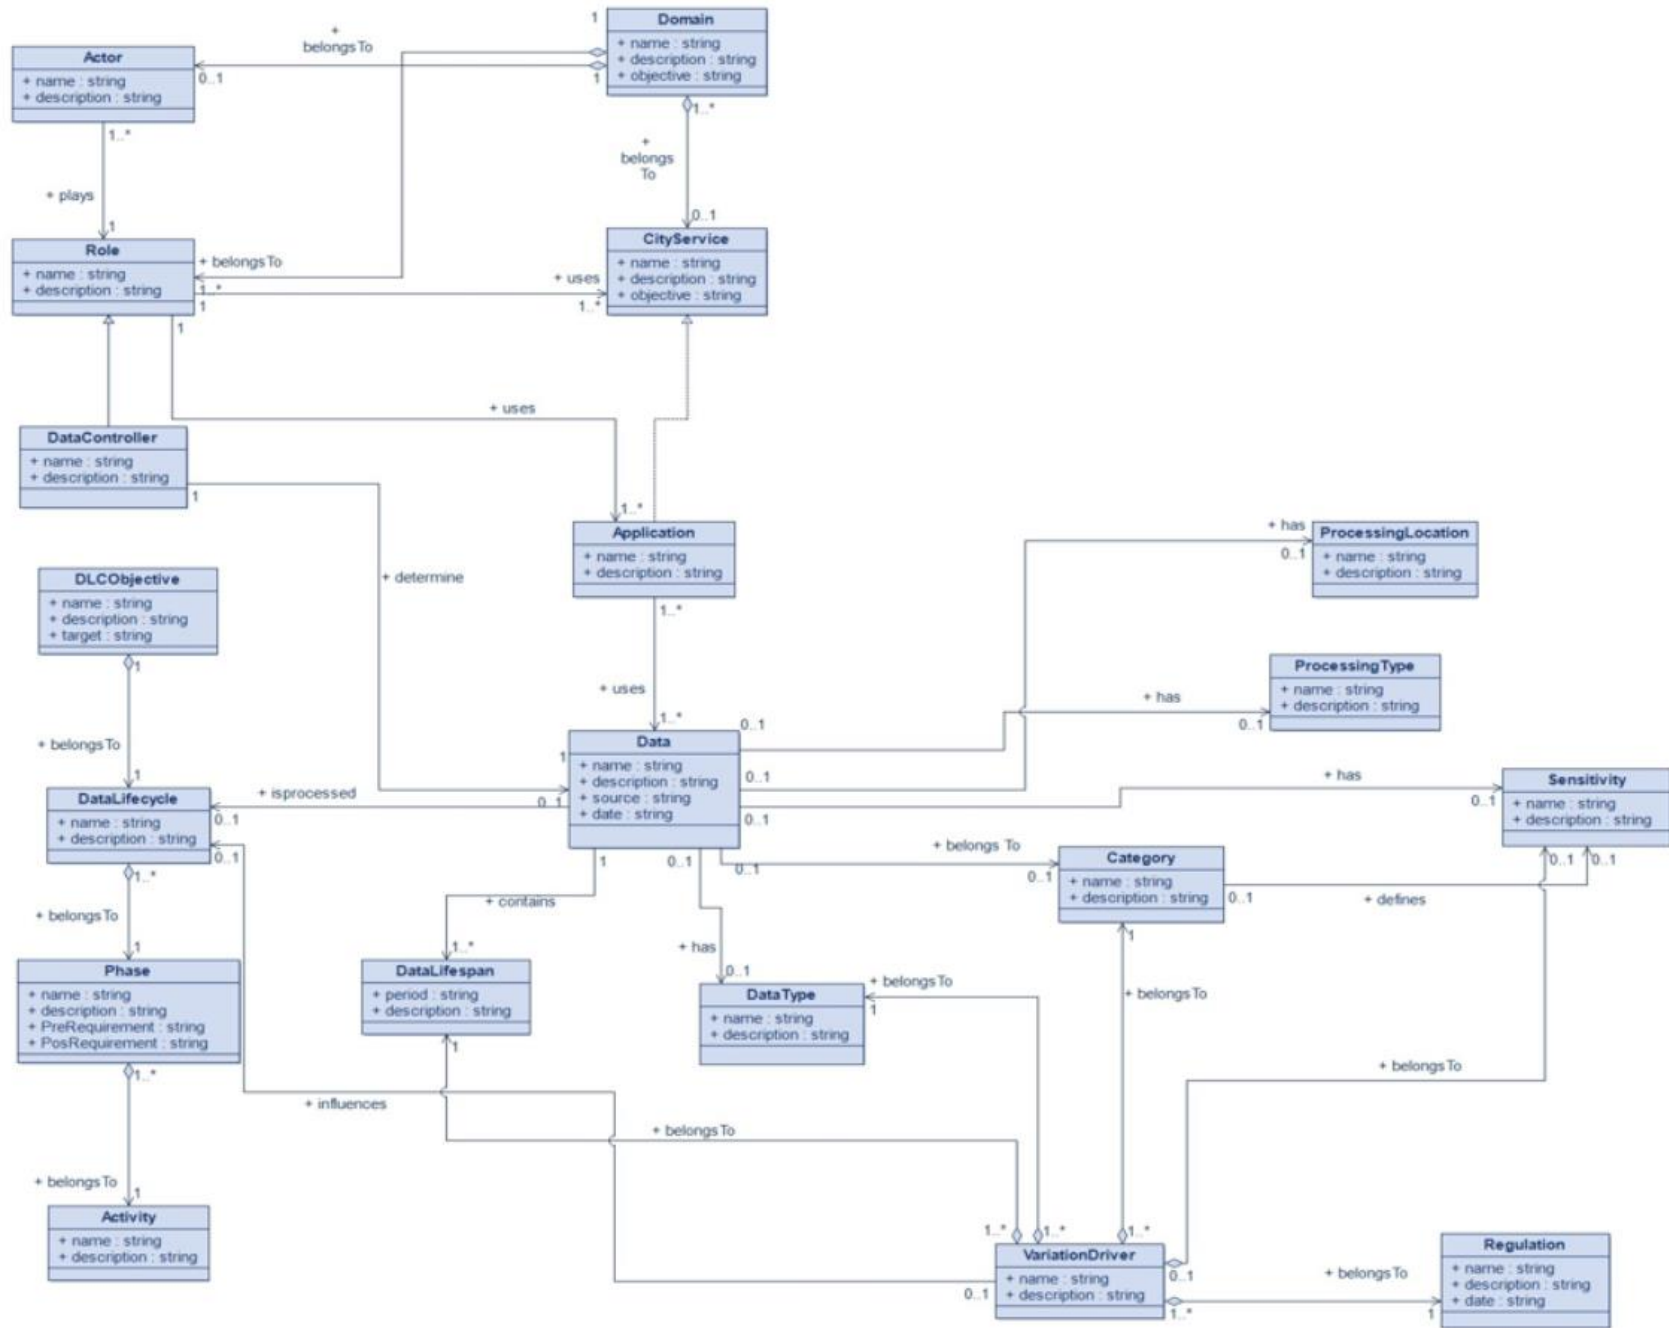 1
Domain
+ name : string
+ description : string
+ objective : string
+
belongsTo
Actor
+ name : string
+ description : string
0..1
1
1..*
1..*
+
belongs
To
+ plays
1
0..1
Role
+ name : string
+ description : string
+ belongsTo
1..*
1
1
CityService
+ name : string
+ description : string
+ objective : string
+ uses
1..*
+ uses
DataController
+ name : string
+ description : string
1
1..*
Application
+ name : string
+ description : string
+ has
0..1
ProcessingLocation
+ name : string
+ description : string
+ determine
DLCObjective
+ name : string
+ description : string
+ target : string
1
1..*
+ uses
1..*
ProcessingType
+ name : string
+ description : string
+ has
0..1
0..1
+ belongsTo
1
1
Data
+ name : string
+ description : string
+ source : string
+ date : string
0..1
0..1
+ has
0..1
Sensitivity
+ name : string
+ description : string
DataLifecycle
+ name : string
+ description : string
+ isprocessed
0..1
0..1
0..1
1
0..1
0..1
+ belongs To
0..1
Category
+ name : string
+ description : string
0..1
0..1
0..1
+ defines
1..*
+ belongsTo
1
+ contains
1..*
+ has
0..1
1
Phase
+ name : string
+ description : string
+ PreRequirement : string
+ PosRequirement : string
DataLifespan
+ period : string
+ description : string
1
DataType
+ name : string
+ description : string
+ belongsTo
1
+ belongsTo
1..*
+ influences
+ belongsTo
+ belongsTo
+ belongsTo
1
Activity
+ name : string
+ description : string
1..*
1..*
1..*
VariationDriver
+ name : string
+ description : string
0..1
0..1
1..*
+ belongsTo
1
Regulation
+ name : string
+ description : string
+ date : string